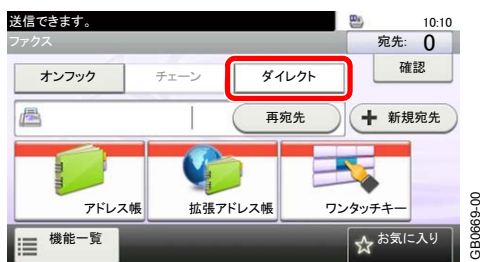 送信できます。
10:10
ファクス
宛先: 0
オンフック
チェーン
ダイレクト
確認
再宛先
新規宛先
アドレス帳
拡張アドレス帳
ワンタッチキー
機能一覧
お気に入り
GB0669-00